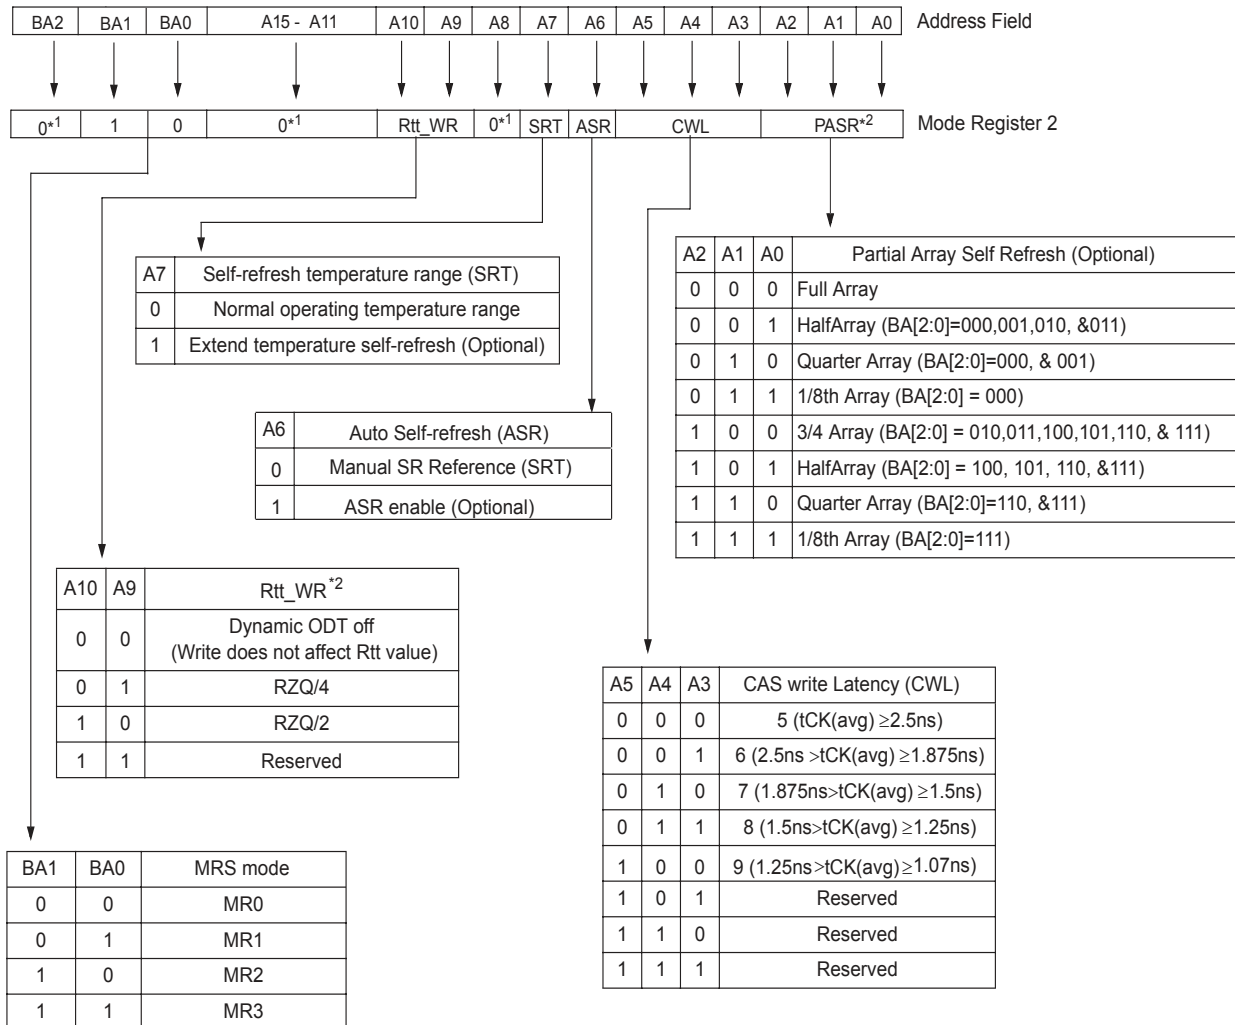 BA2 BA1 BA0 A15 - A11 A10 A9 A8 A7 A6 A5 A4 A3 A2 A1 A0 Address Field
0*1 1 0 0*1 Rtt_WR 0*1 SRT ASR CWL PASR*2 Mode Register 2
A7 Self-refresh temperature range (SRT)
0 Normal operating temperature range
1 Extend temperature self-refresh (Optional)
A2 A1 A0 Partial Array Self Refresh (Optional)
0 0 0 Full Array
0 0 1 HalfArray (BA[2:0]=000,001,010, &011)
0 1 0 Quarter Array (BA[2:0]=000, & 001)
0 1 1 1/8th Array (BA[2:0] = 000)
1 0 0 3/4 Array (BA[2:0] = 010,011,100,101,110, & 111)
1 0 1 HalfArray (BA[2:0] = 100, 101, 110, &111)
1 1 0 Quarter Array (BA[2:0]=110, &111)
1 1 1 1/8th Array (BA[2:0]=111)
A6 Auto Self-refresh (ASR)
0 Manual SR Reference (SRT)
1 ASR enable (Optional)
A10 A9 Rtt_WR*2
0 0 Dynamic ODT off
(Write does not affect Rtt value)
0 1 RZQ/4
1 0 RZQ/2
1 1 Reserved
A5 A4 A3 CAS write Latency (CWL)
0 0 0 5 (tCK(avg) ≥2.5ns)
0 0 1 6 (2.5ns >tCK(avg) ≥1.875ns)
0 1 0 7 (1.875ns>tCK(avg) ≥1.5ns)
0 1 1 8 (1.5ns>tCK(avg) ≥1.25ns)
1 0 0 9 (1.25ns>tCK(avg) ≥1.07ns)
1 0 1 Reserved
1 1 0 Reserved
1 1 1 Reserved
BA1 BA0 MRS mode
0 0 MR0
0 1 MR1
1 0 MR2
1 1 MR3